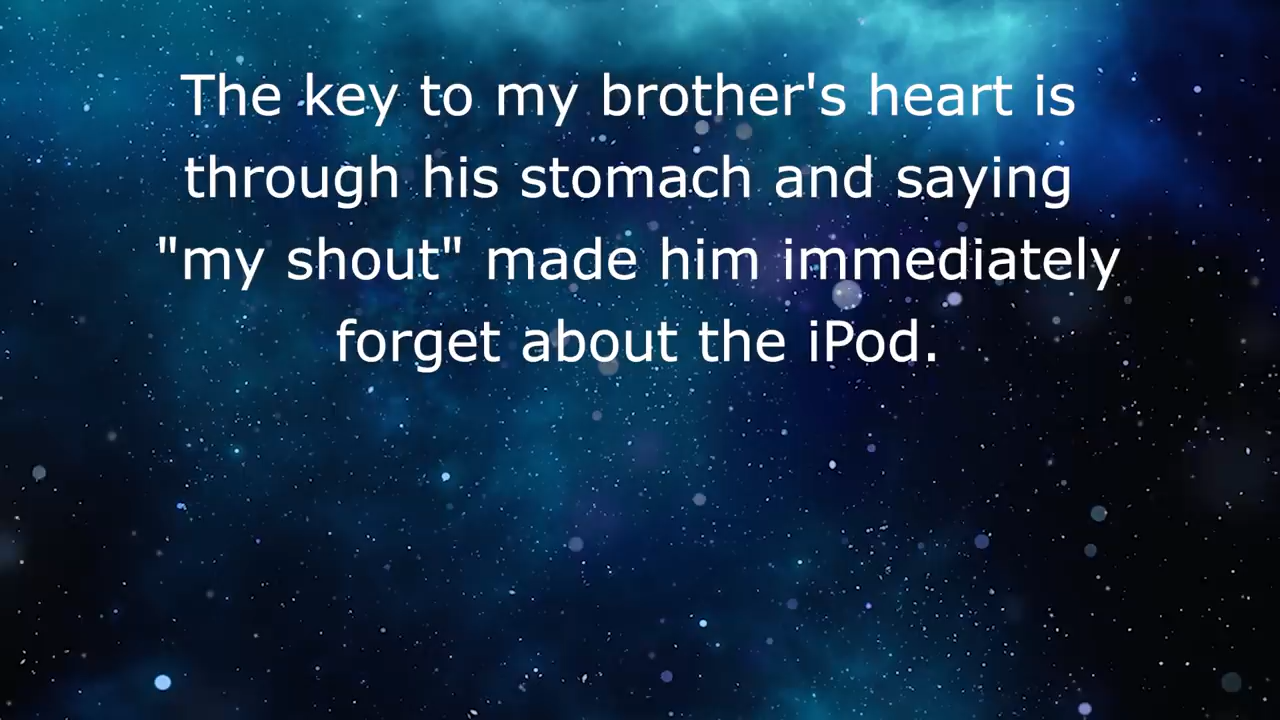 The key to my brother's heart is
through his stomach and saying
"my shout" made him immediately
forget about the iPod.